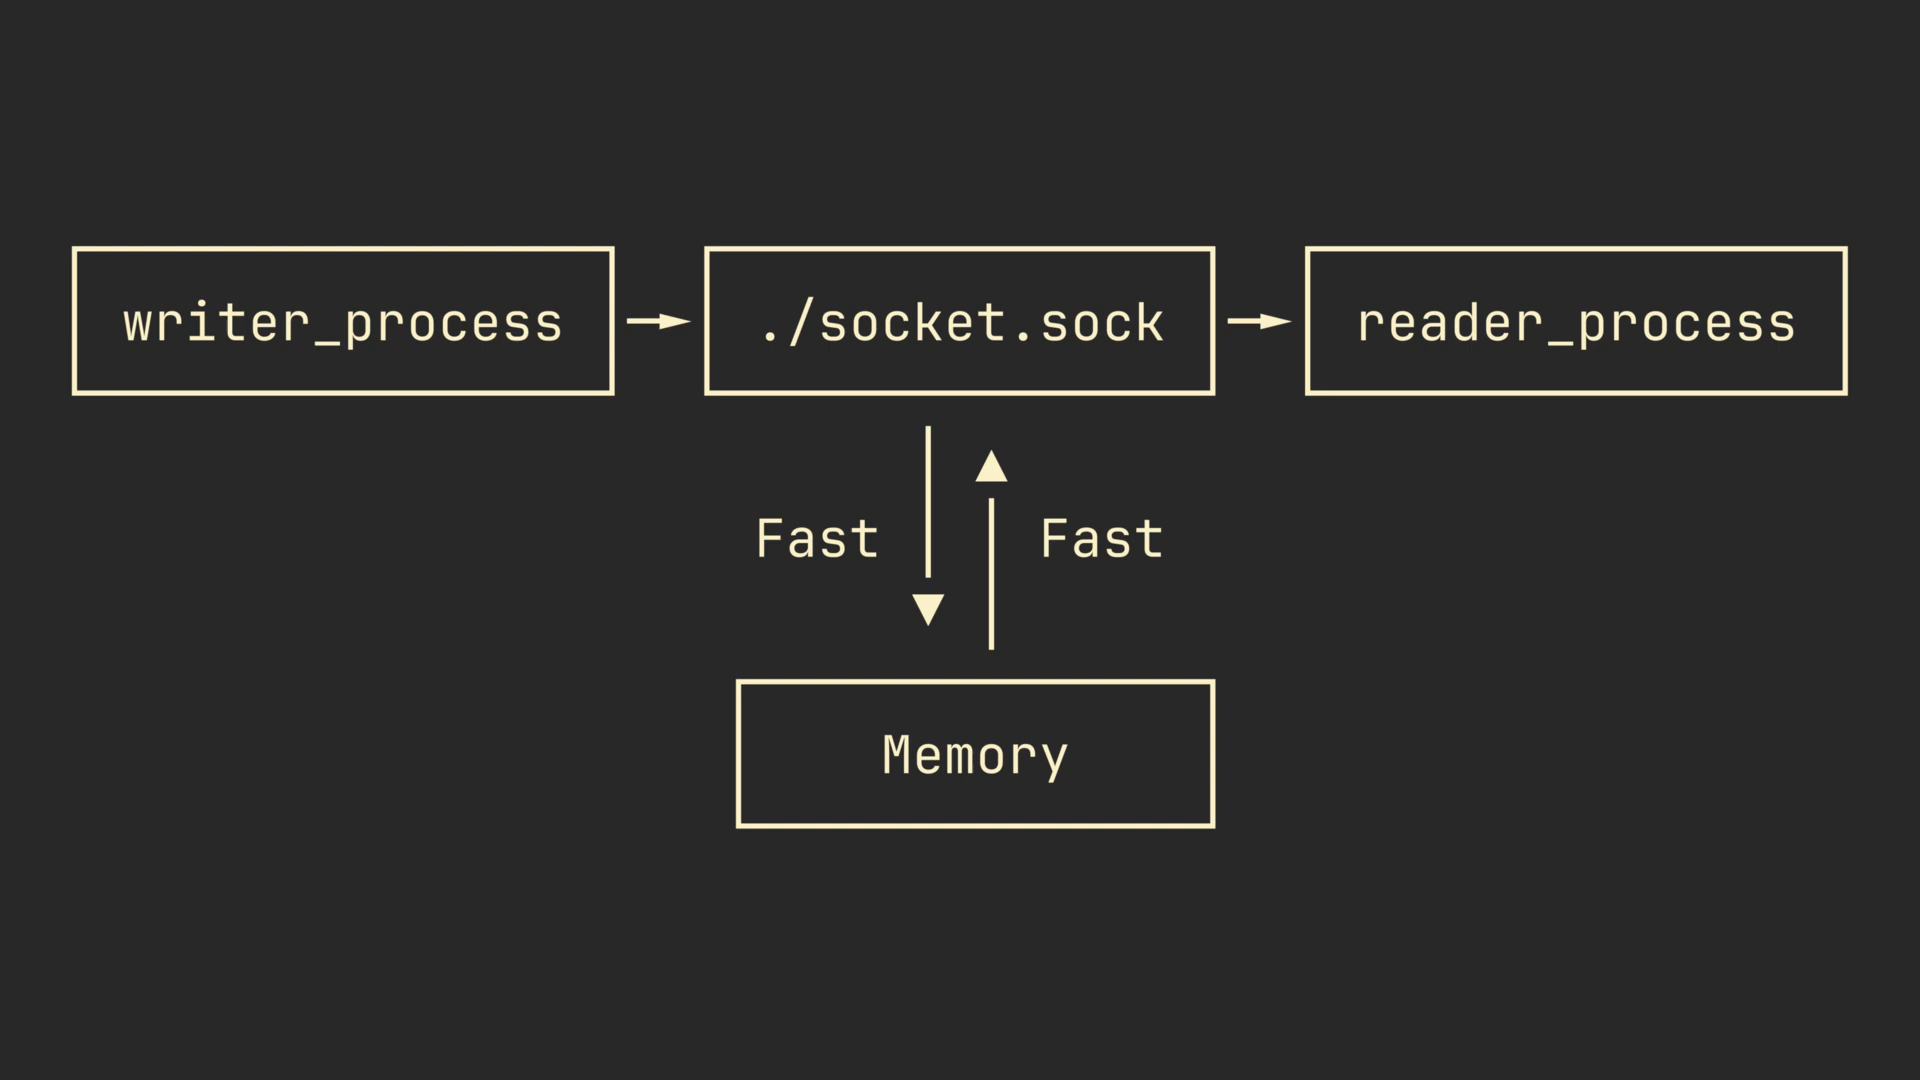 writer_process
./socket.sock
reader_process
Fast
Fast
Memory